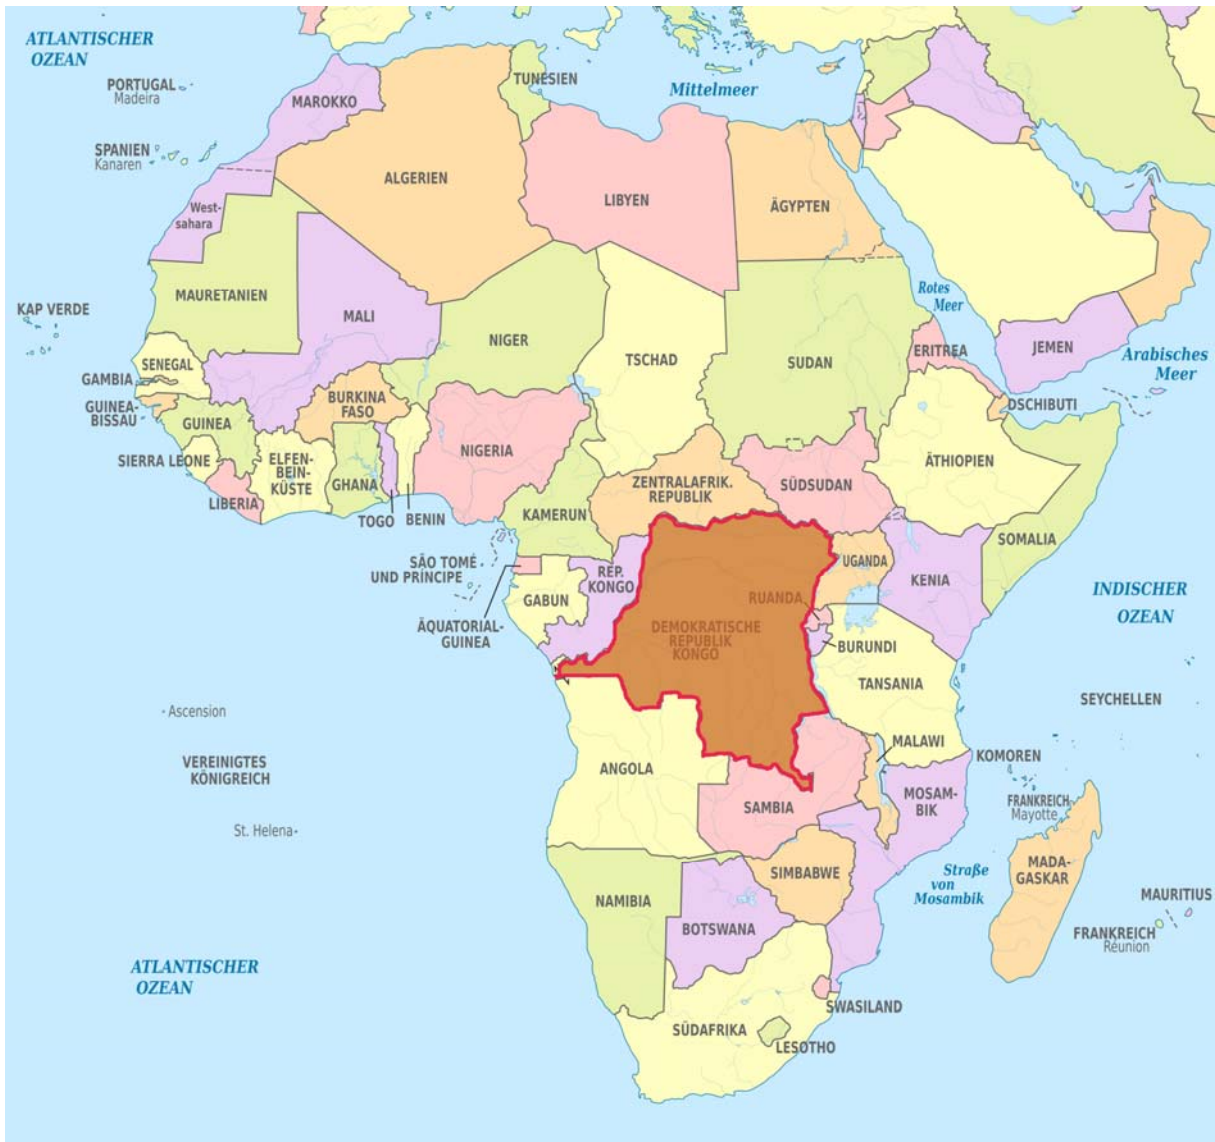 ATLANTISCHER
OZEAN
PORTUGAL
Madeira
SPANIEN
Kanaren
MAROKKO
TUNESIEN
Mittelmeer
ALGERIEN
LIBYEN
ÄGYPTEN
West-
sahara
MAURETANIEN
KAP VERDE
MALI
NIGER
TSCHAD
SUDAN
Rotes
Meer
ERITREA
JEMEN
Arabisches
Meer
SENEGAL
GAMBIA
GUINEA-
BISSAU
GUINEA
SIERRA LEONE
LIBERIA
BURKINA
FASO
ELFEN-
BEIN-
KÜSTE
GHANA
TOGO
BENIN
NIGERIA
KAMERUN
ZENTRALAFRIK.
REPUBLIK
SÜDSUDAN
ÄTHIOPIEN
DSCHIBUTI
SOMALIA
SÃO TOMÉ
UND PRÍNCIPE
ÄQUATORIAL-
GUINEA
GABUN
REP.
KONGO
DEMOKRATISCHE
REPUBLIK
KONGO
UGANDA
KENIA
RUANDA
BURUNDI
TANSANIA
INDISCHER
OZEAN
SEYCHELLEN
Ascension
VEREINIGTES
KÖNIGREICH
St. Helena
ANGOLA
SAMBIA
MALAWI
MOSAM-
BIK
KOMOREN
FRANKREICH
Mayotte
MADA-
GASKAR
Straße
von
Mosambik
MAURITIUS
FRANKREICH
Réunion
SIMBABWE
NAMIBIA
BOTSWANA
SWASILAND
SÜDAFRIKA
LESOTHO
ATLANTISCHER
OZEAN